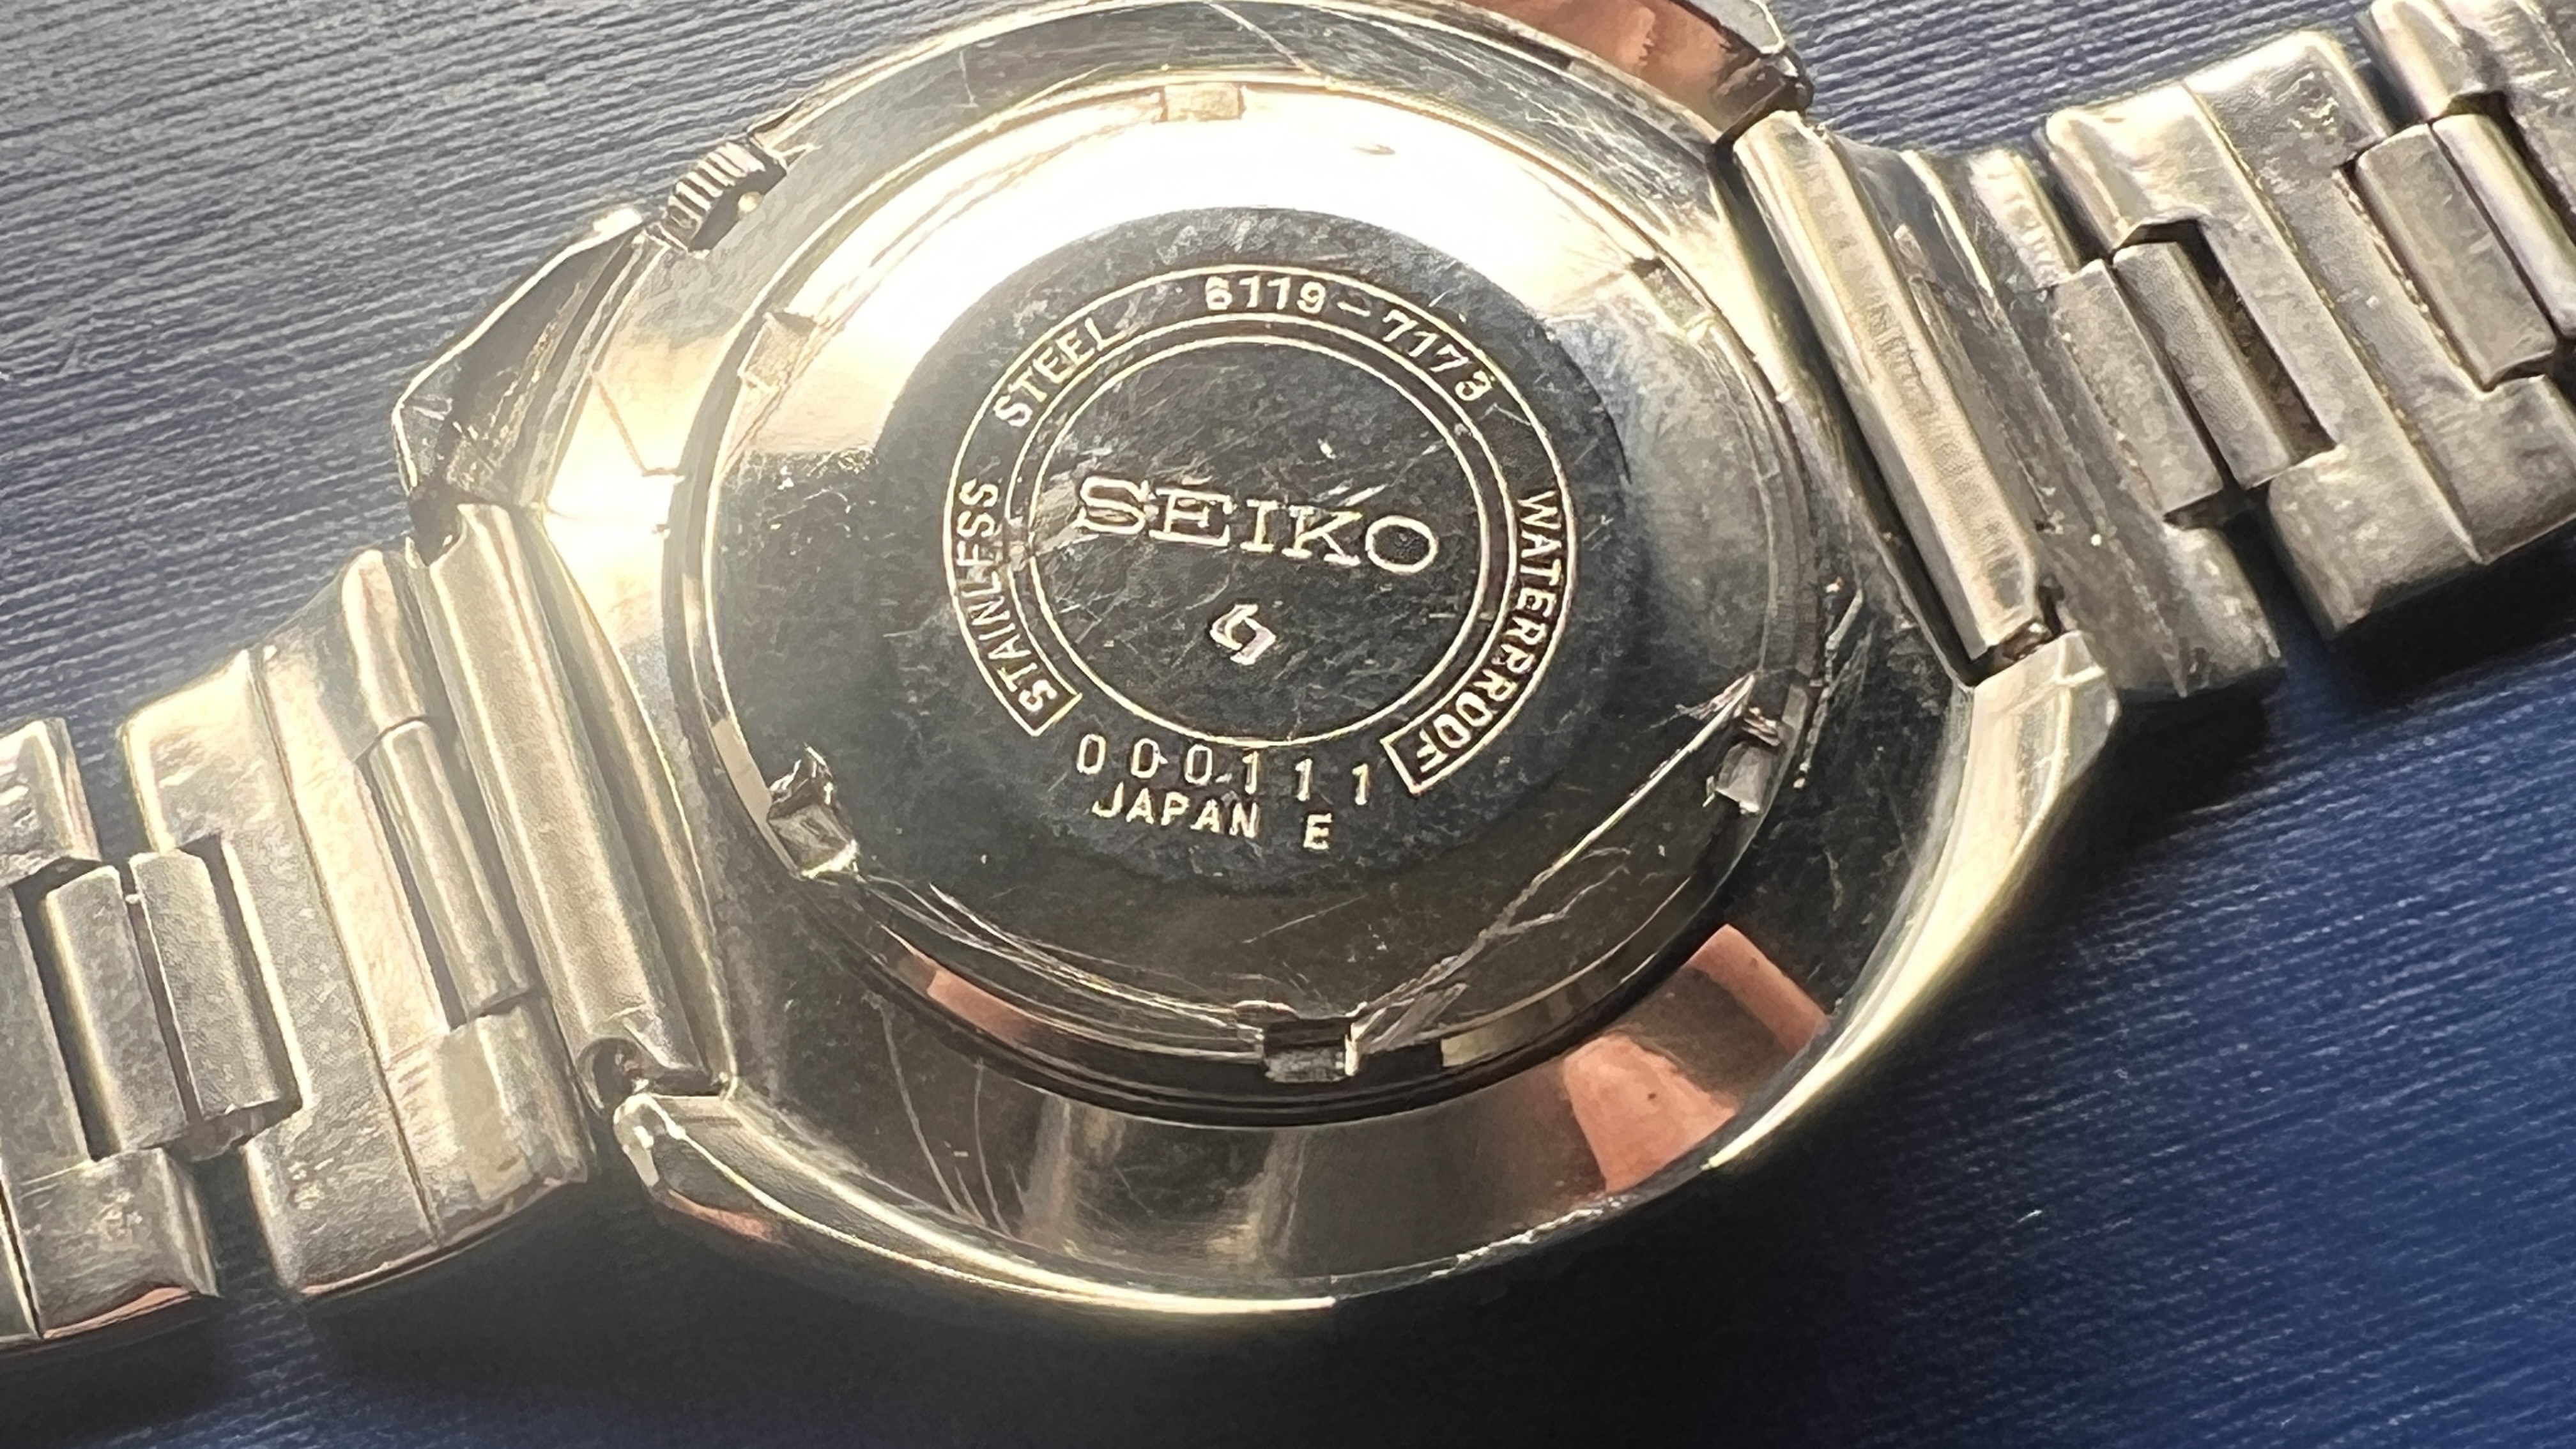 STAINLESS STEEL 6119-7173 WATERPROOF
SEIKO
000111
JAPAN E